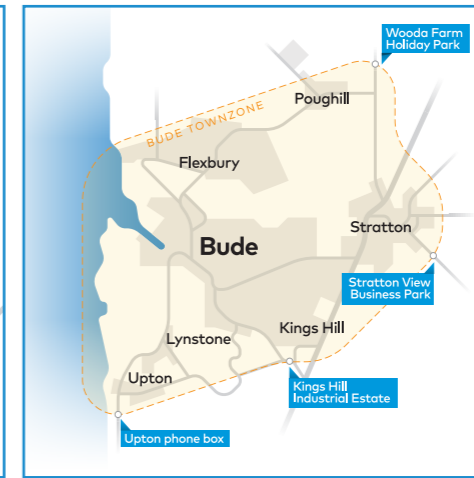 Wooda Farm
Holiday Park
Poughill
BUDE TOWNZONE
Flexbury
Stratton
Bude
Stratton View
Business Park
Kings Hill
Lynstone
Upton
Kings Hill
Industrial Estate
Upton phone box